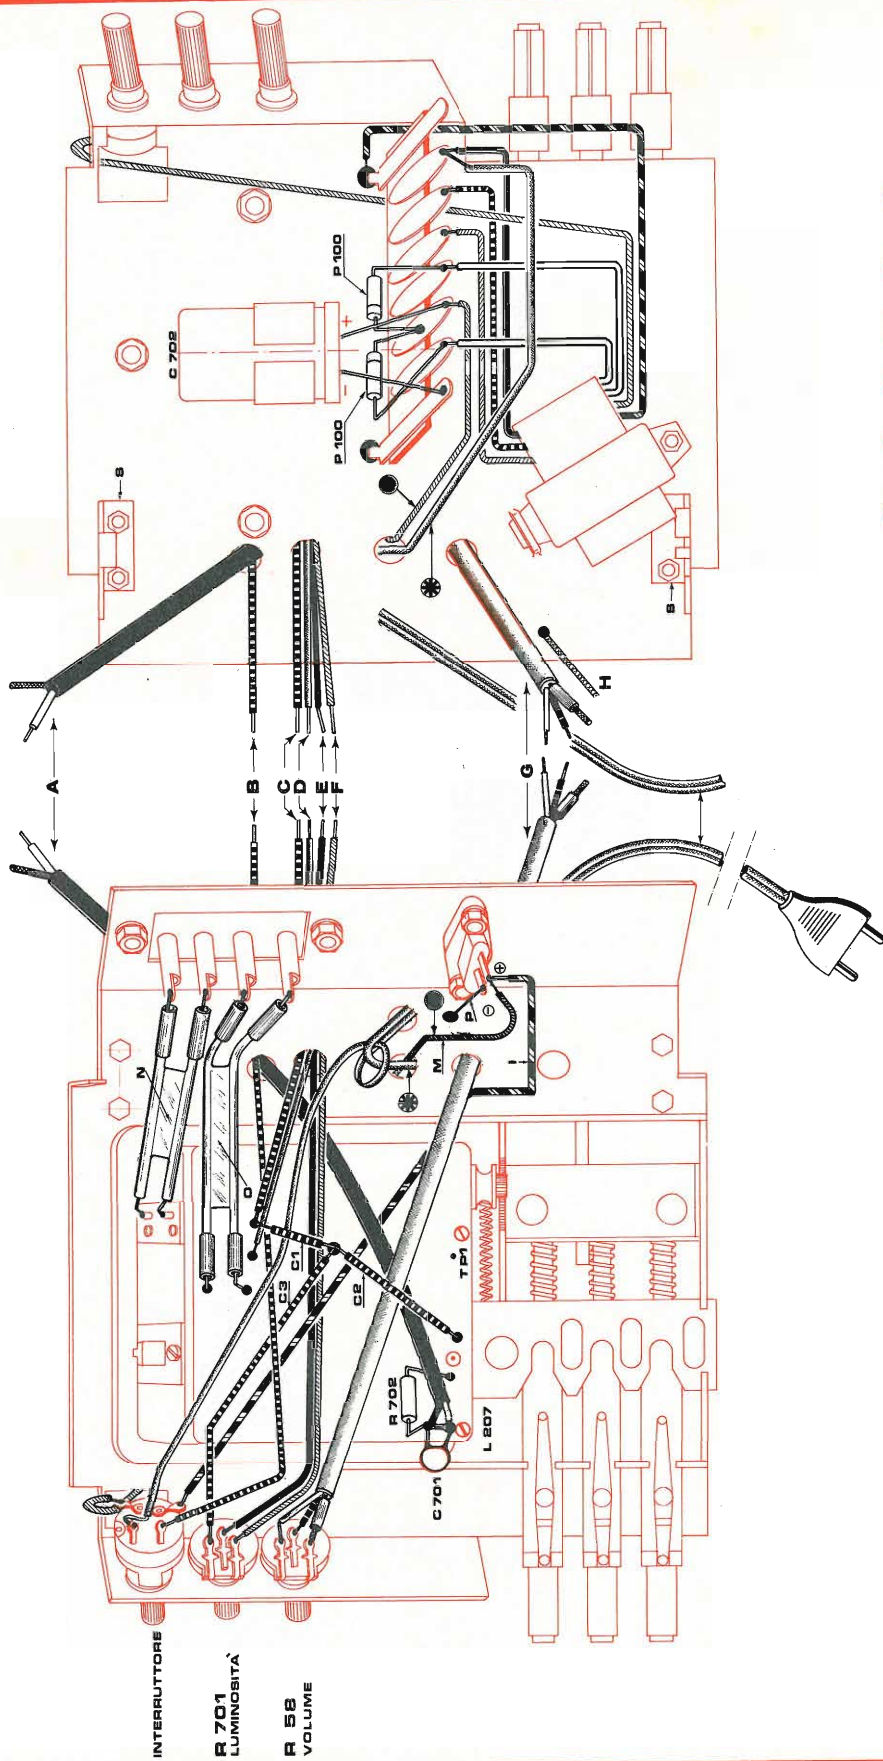 INTERRUTTORE
R 701
LUMINOSITÀ
R 58
VOLUME
N
O
C1
C3
C2
TP1
R 702
C 701
L 207
M
P
+
−
I
A
B
C
D
E
F
G
H
S
S
C 702
P 100
P 100
+
−